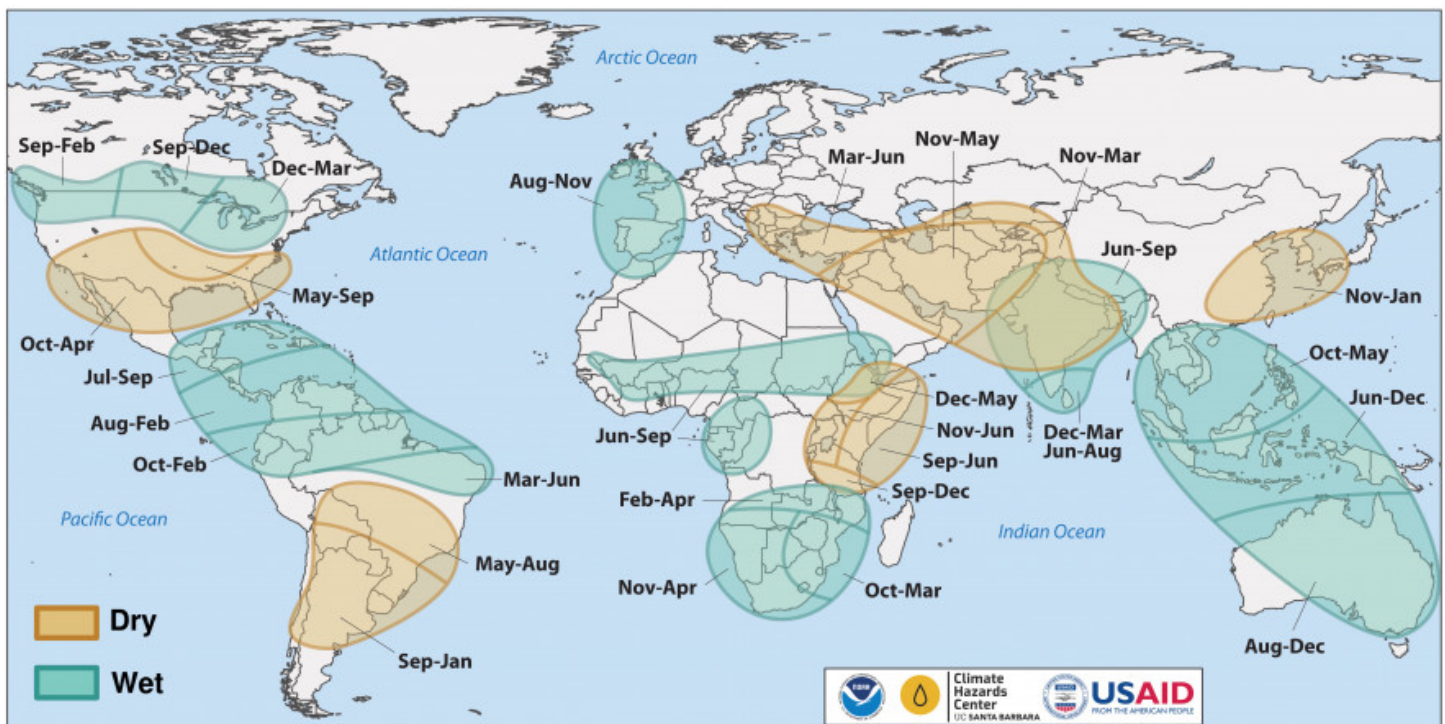 Arctic Ocean
Sep-Feb
Sep-Dec
Dec-Mar
Aug-Nov
Mar-Jun
Nov-May
Nov-Mar
Atlantic Ocean
Jun-Sep
May-Sep
Nov-Jan
Oct-Apr
Jul-Sep
Oct-May
Aug-Feb
Dec-May
Jun-Dec
Jun-Sep
Nov-Jun
Dec-Mar
Jun-Aug
Oct-Feb
Sep-Jun
Mar-Jun
Sep-Dec
Feb-Apr
Pacific Ocean
Indian Ocean
May-Aug
Nov-Apr
Oct-Mar
Dry
Aug-Dec
Sep-Jan
Wet
Climate
Hazards
Center
UC SANTA BARBARA
USAID
FROM THE AMERICAN PEOPLE